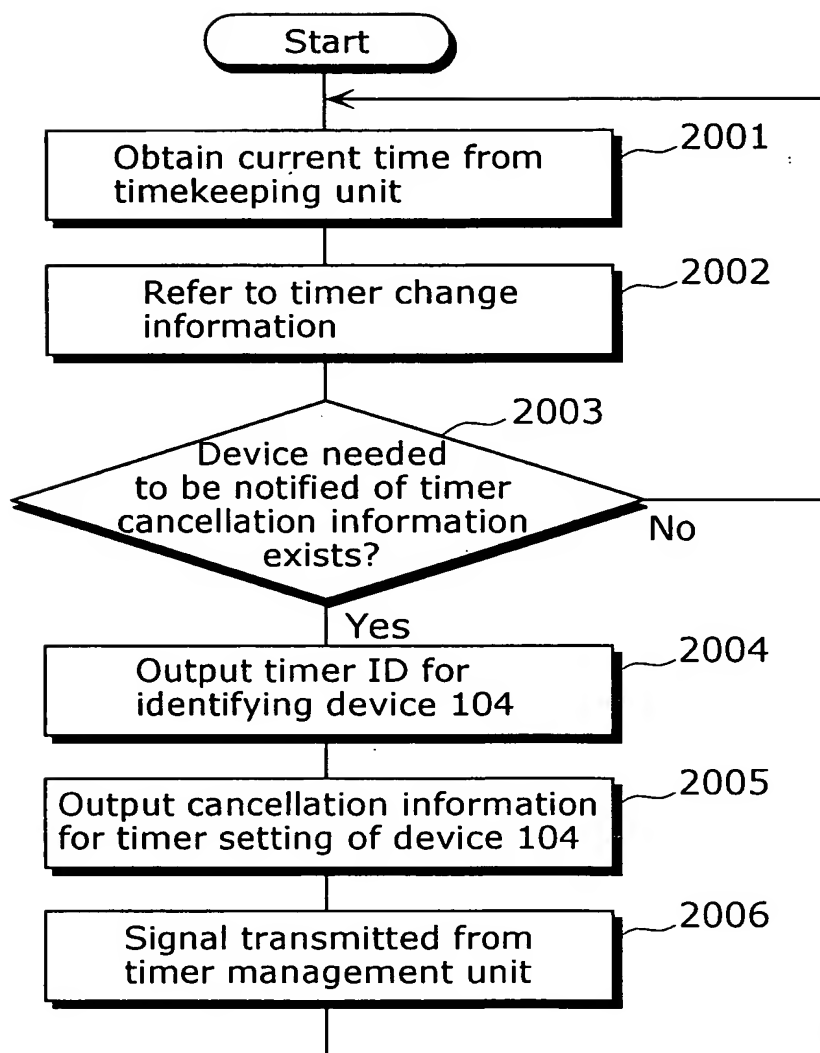 Start
Obtain current time from
timekeeping unit
2001
Refer to timer change
information
2002
Device needed
to be notified of timer
cancellation information
exists?
2003
No
Yes
Output timer ID for
identifying device 104
2004
Output cancellation information
for timer setting of device 104
2005
Signal transmitted from
timer management unit
2006